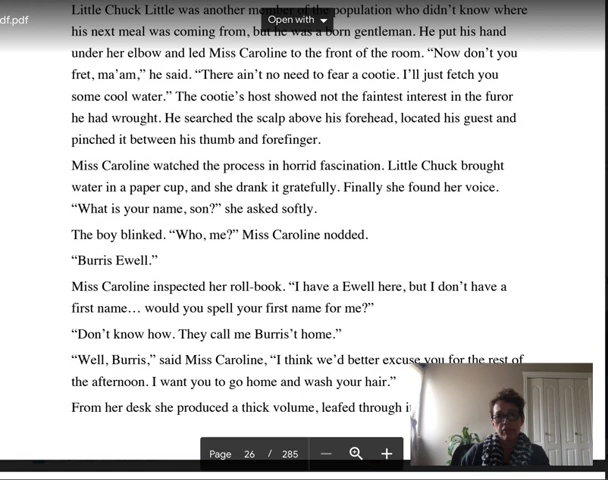 df.pdf
Open with
Little Chuck Little was another member of the population who didn’t know where
his next meal was coming from, but he was a born gentleman. He put his hand
under her elbow and led Miss Caroline to the front of the room. “Now don’t you
fret, ma’am,” he said. “There ain’t no need to fear a cootie. I’ll just fetch you
some cool water.” The cootie’s host showed not the faintest interest in the furor
he had wrought. He searched the scalp above his forehead, located his guest and
pinched it between his thumb and forefinger.
Miss Caroline watched the process in horrid fascination. Little Chuck brought
water in a paper cup, and she drank it gratefully. Finally she found her voice.
“What is your name, son?” she asked softly.
The boy blinked. “Who, me?” Miss Caroline nodded.
“Burris Ewell.”
Miss Caroline inspected her roll-book. “I have a Ewell here, but I don’t have a
first name… would you spell your first name for me?”
“Don’t know how. They call me Burris’t home.”
“Well, Burris,” said Miss Caroline, “I think we’d better excuse you for the rest of
the afternoon. I want you to go home and wash your hair.”
From her desk she produced a thick volume, leafed through
Page 26 / 285